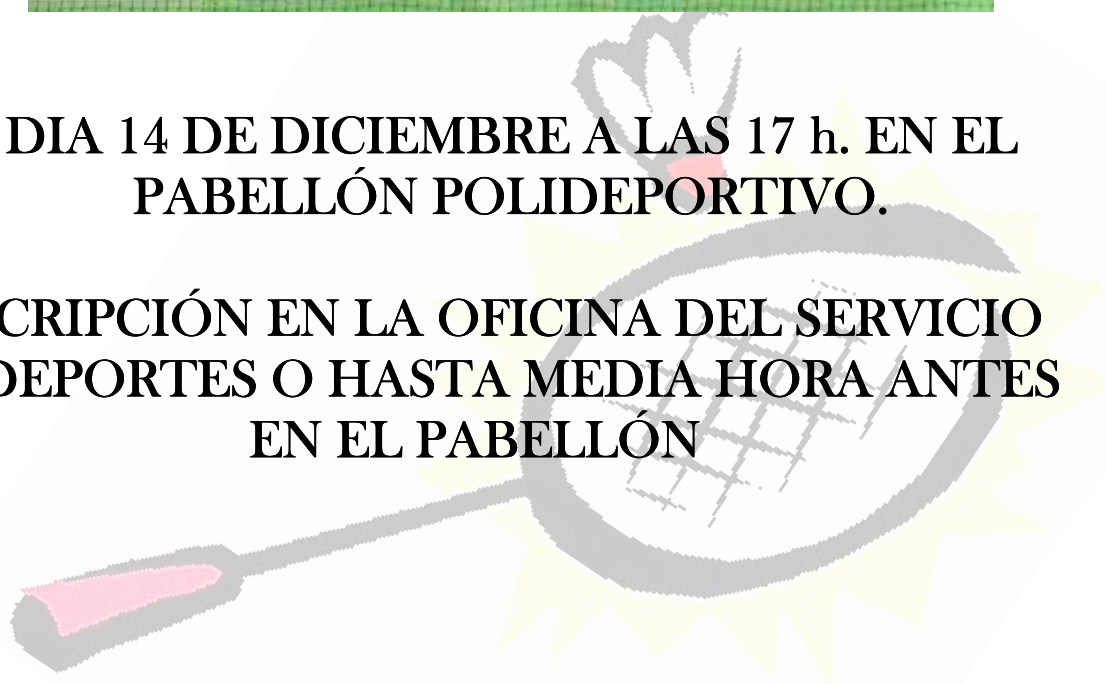 DIA 14 DE DICIEMBRE A LAS 17 h. EN EL
PABELLÓN POLIDEPORTIVO.
CRIPCIÓN EN LA OFICINA DEL SERVICIO
DEPORTES O HASTA MEDIA HORA ANTES
EN EL PABELLÓN